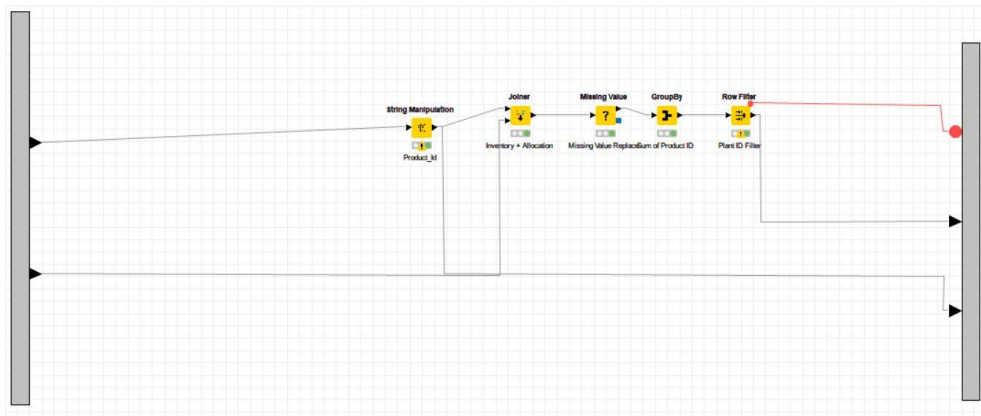 String Manipulation
Product_Id
Joiner
Inventory + Allocation
Missing Value
?
Missing Value Replace
GroupBy
Sum of Product ID
Row Filter
Plant ID Filter